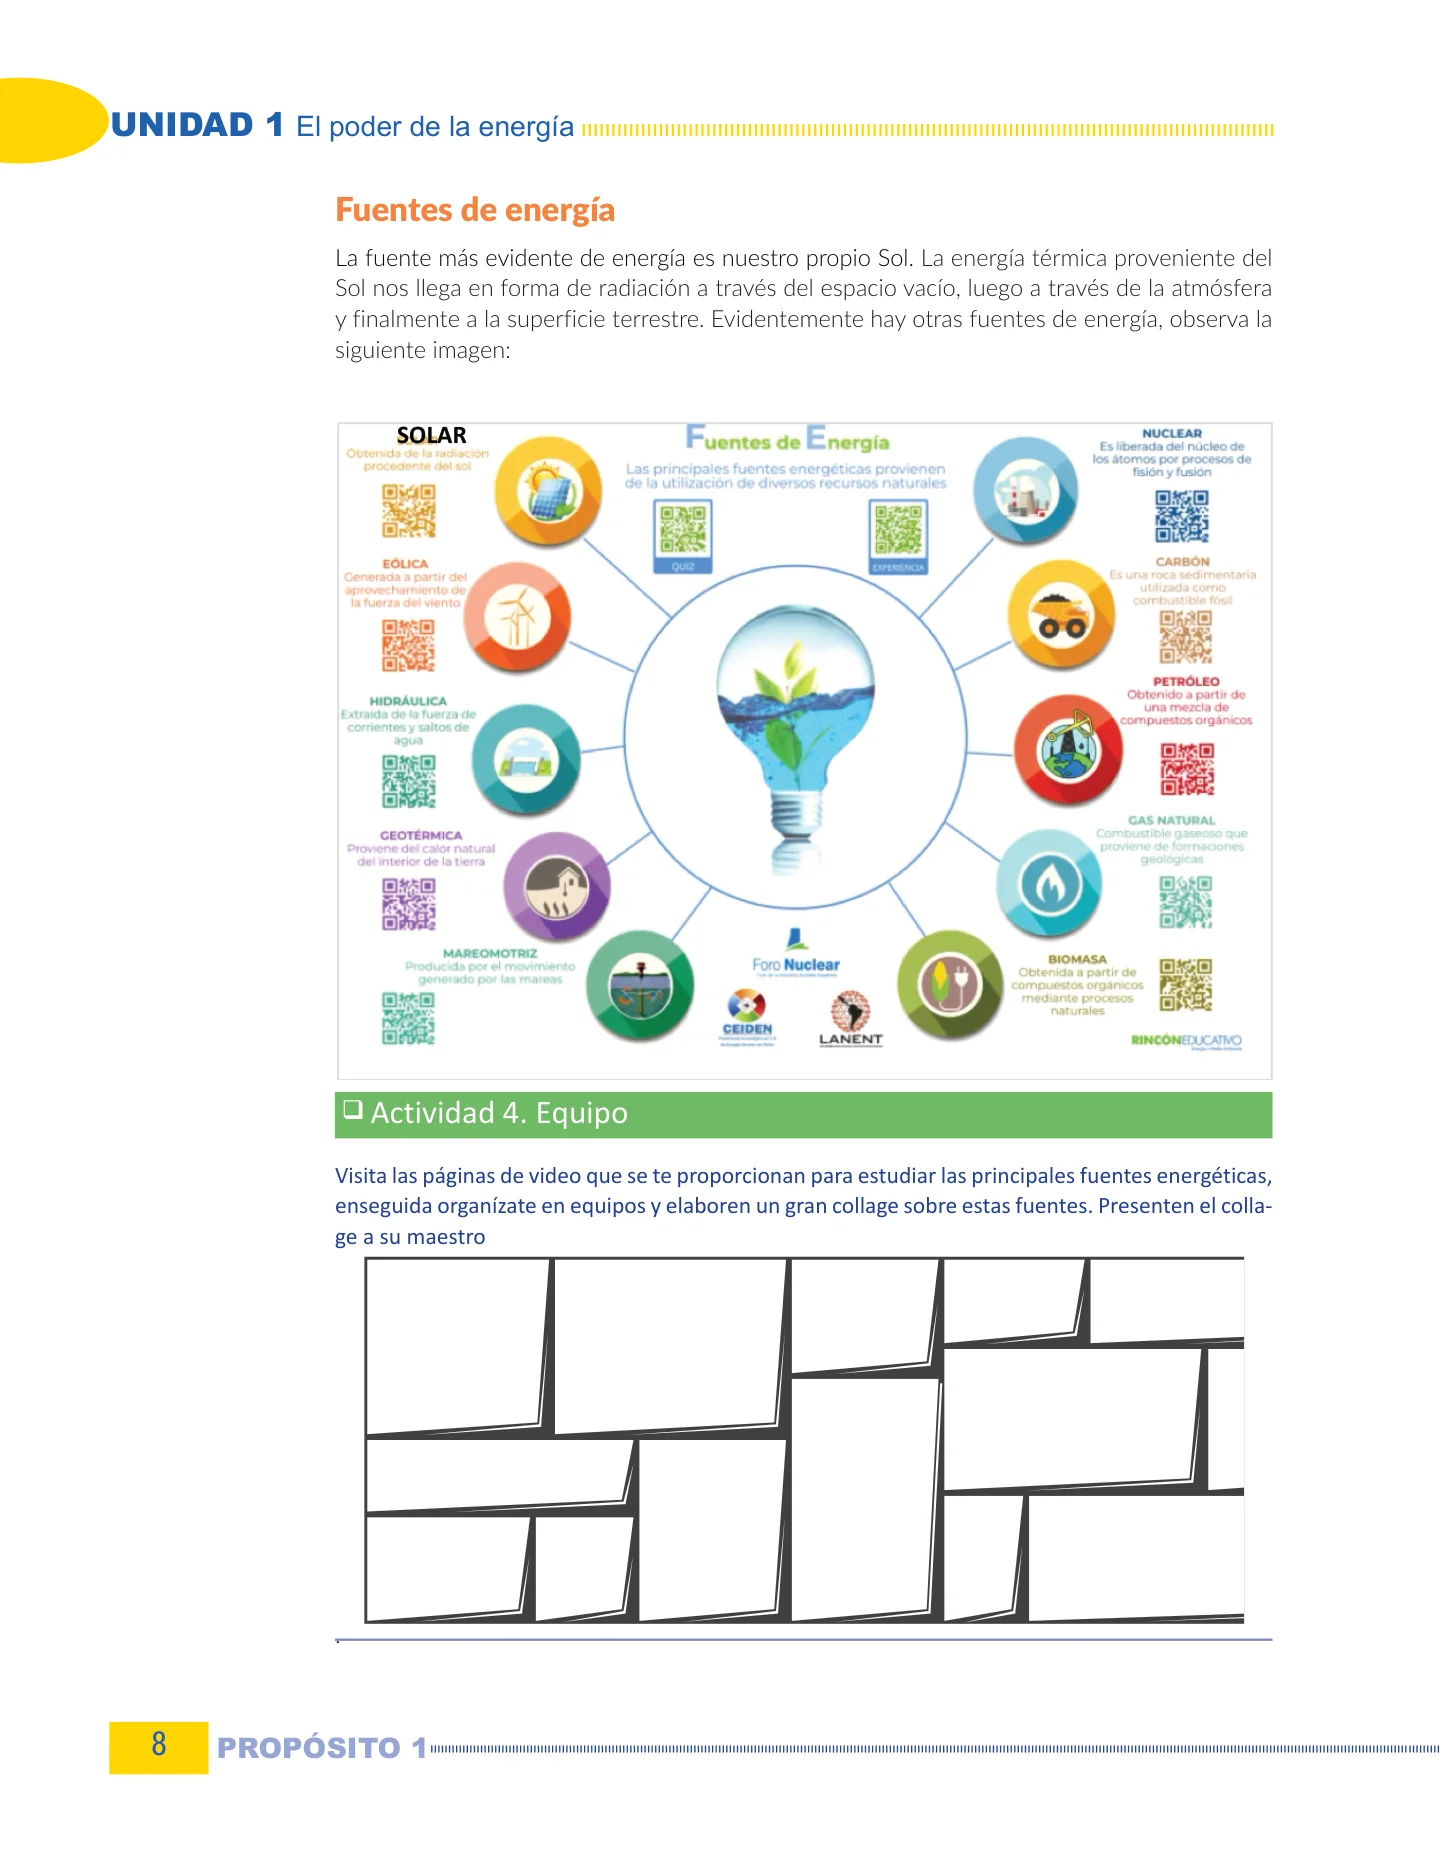 UNIDAD 1 El poder de la energía
Fuentes de energía
La fuente más evidente de energía es nuestro propio Sol. La energía térmica proveniente del
Sol nos llega en forma de radiación a través del espacio vacío, luego a través de la atmósfera
y finalmente a la superficie terrestre. Evidentemente hay otras fuentes de energía, observa la
siguiente imagen:
SOLAR
Obtenida de la radiación
procedente del sol
Fuentes de Energía
Las principales fuentes energéticas provienen
de la utilización de diversos recursos naturales
QUIZ
EXPERIENCIA
NUCLEAR
Es liberada del núcleo de
los átomos por procesos de
fisión y fusión
EÓLICA
Generada a partir del
aprovechamiento de
la fuerza del viento
CARBÓN
Es una roca sedimentaria
utilizada como
combustible fósil
HIDRÁULICA
Extraída de la fuerza de
corrientes y saltos de
agua
PETRÓLEO
Obtenido a partir de
una mezcla de
compuestos orgánicos
GEOTÉRMICA
Proviene del calor natural
del interior de la tierra
GAS NATURAL
Combustible gaseoso que
proviene de formaciones
geológicas
MAREOMOTRIZ
Producida por el movimiento
generado por las mareas
BIOMASA
Obtenida a partir de
compuestos orgánicos
mediante procesos
naturales
Foro Nuclear
CEIDEN
LANENT
RINCÓNEDUCATIVO
❑ Actividad 4. Equipo
Visita las páginas de video que se te proporcionan para estudiar las principales fuentes energéticas,
enseguida organízate en equipos y elaboren un gran collage sobre estas fuentes. Presenten el colla-
ge a su maestro
.
8 PROPÓSITO 1